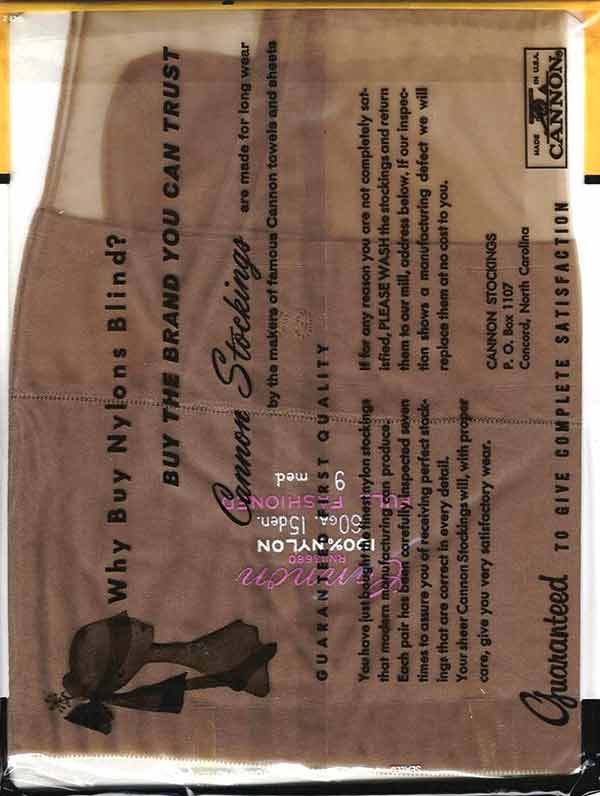 Why Buy Nylons Blind?
BUY THE BRAND YOU CAN TRUST
Cannon Stockings are made for long wear
by the makers of famous Cannon towels and sheets
GUARANTEED FIRST QUALITY
You have just bought the finest nylon stockings
that modern manufacturing can produce.
Each pair has been carefully inspected seven
times to assure you of receiving perfect stock-
ings that are correct in every detail.
Your sheer Cannon Stockings will, with proper
care, give you very satisfactory wear.
If for any reason you are not completely sat-
isfied, PLEASE WASH the stockings and return
them to our mill, address below. If our inspec-
tion shows a manufacturing defect we will
replace them at no cost to you.
CANNON STOCKINGS
P. O. Box 1107
Concord, North Carolina
Guaranteed TO GIVE COMPLETE SATISFACTION
MADE IN U.S.A.
CANNON
Cannon
RN 13660
100% NYLON
60 GA. 15 den.
FULL FASHIONED
9 med.